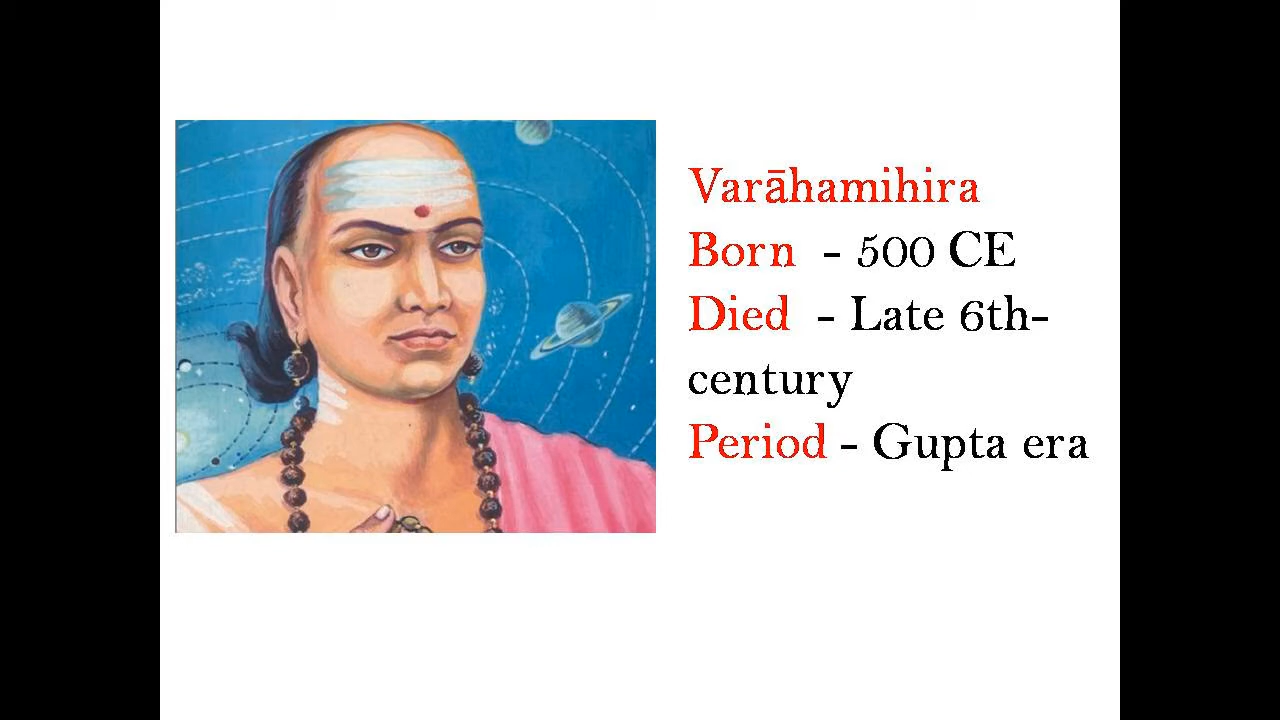 Varāhamihira
Born - 500 CE
Died - Late 6th-
century
Period - Gupta era